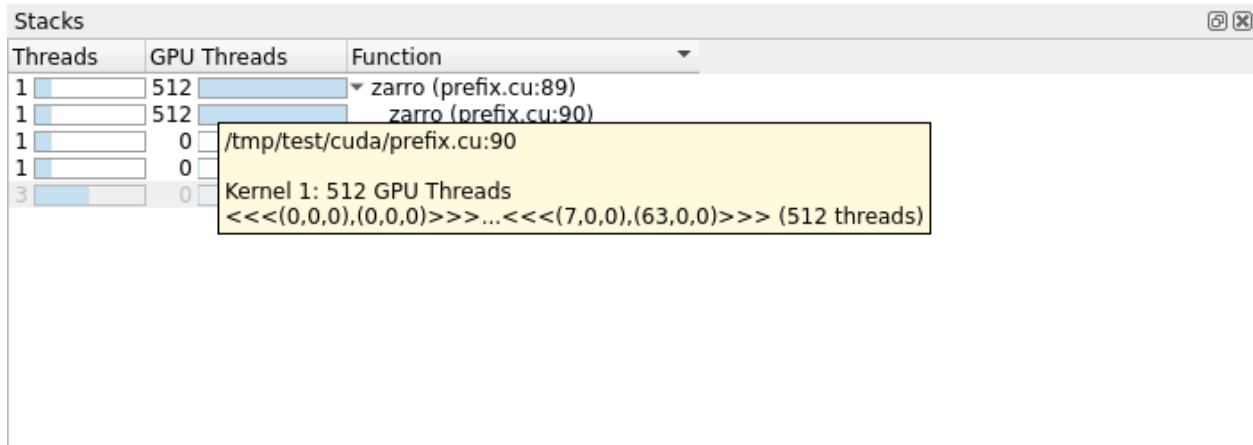 Stacks
Threads GPU Threads Function
1 512 zarro (prefix.cu:89)
1 512 zarro (prefix.cu:90)
1 0
1 0
3 0
/tmp/test/cuda/prefix.cu:90
Kernel 1: 512 GPU Threads
<<<(0,0,0),(0,0,0)>>>...<<<(7,0,0),(63,0,0)>>> (512 threads)